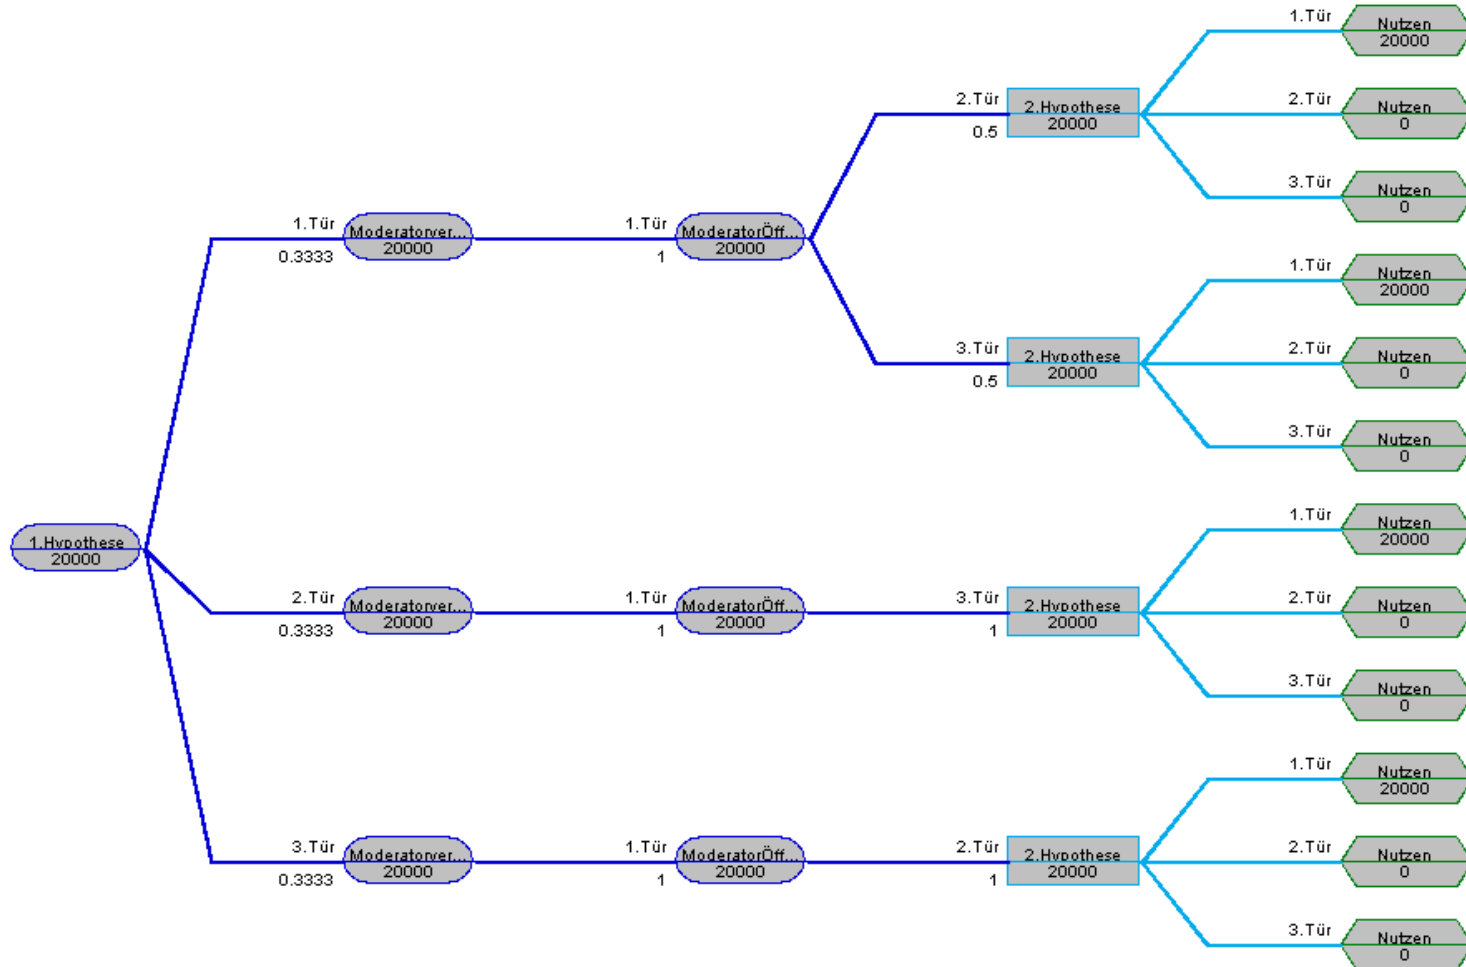 1.Tür
Nutzen
20000
2.Tür
2.Hypothese
20000
0.5
2.Tür
Nutzen
0
3.Tür
Nutzen
0
1.Tür
0.3333
Moderatorver...
20000
1.Tür
1
ModeratorÖff...
20000
1.Tür
Nutzen
20000
3.Tür
0.5
2.Hypothese
20000
2.Tür
Nutzen
0
3.Tür
Nutzen
0
1.Hypothese
20000
1.Tür
Nutzen
20000
2.Tür
0.3333
Moderatorver...
20000
1.Tür
1
ModeratorÖff...
20000
3.Tür
1
2.Hypothese
20000
2.Tür
Nutzen
0
3.Tür
Nutzen
0
1.Tür
Nutzen
20000
3.Tür
0.3333
Moderatorver...
20000
1.Tür
1
ModeratorÖff...
20000
2.Tür
1
2.Hypothese
20000
2.Tür
Nutzen
0
3.Tür
Nutzen
0